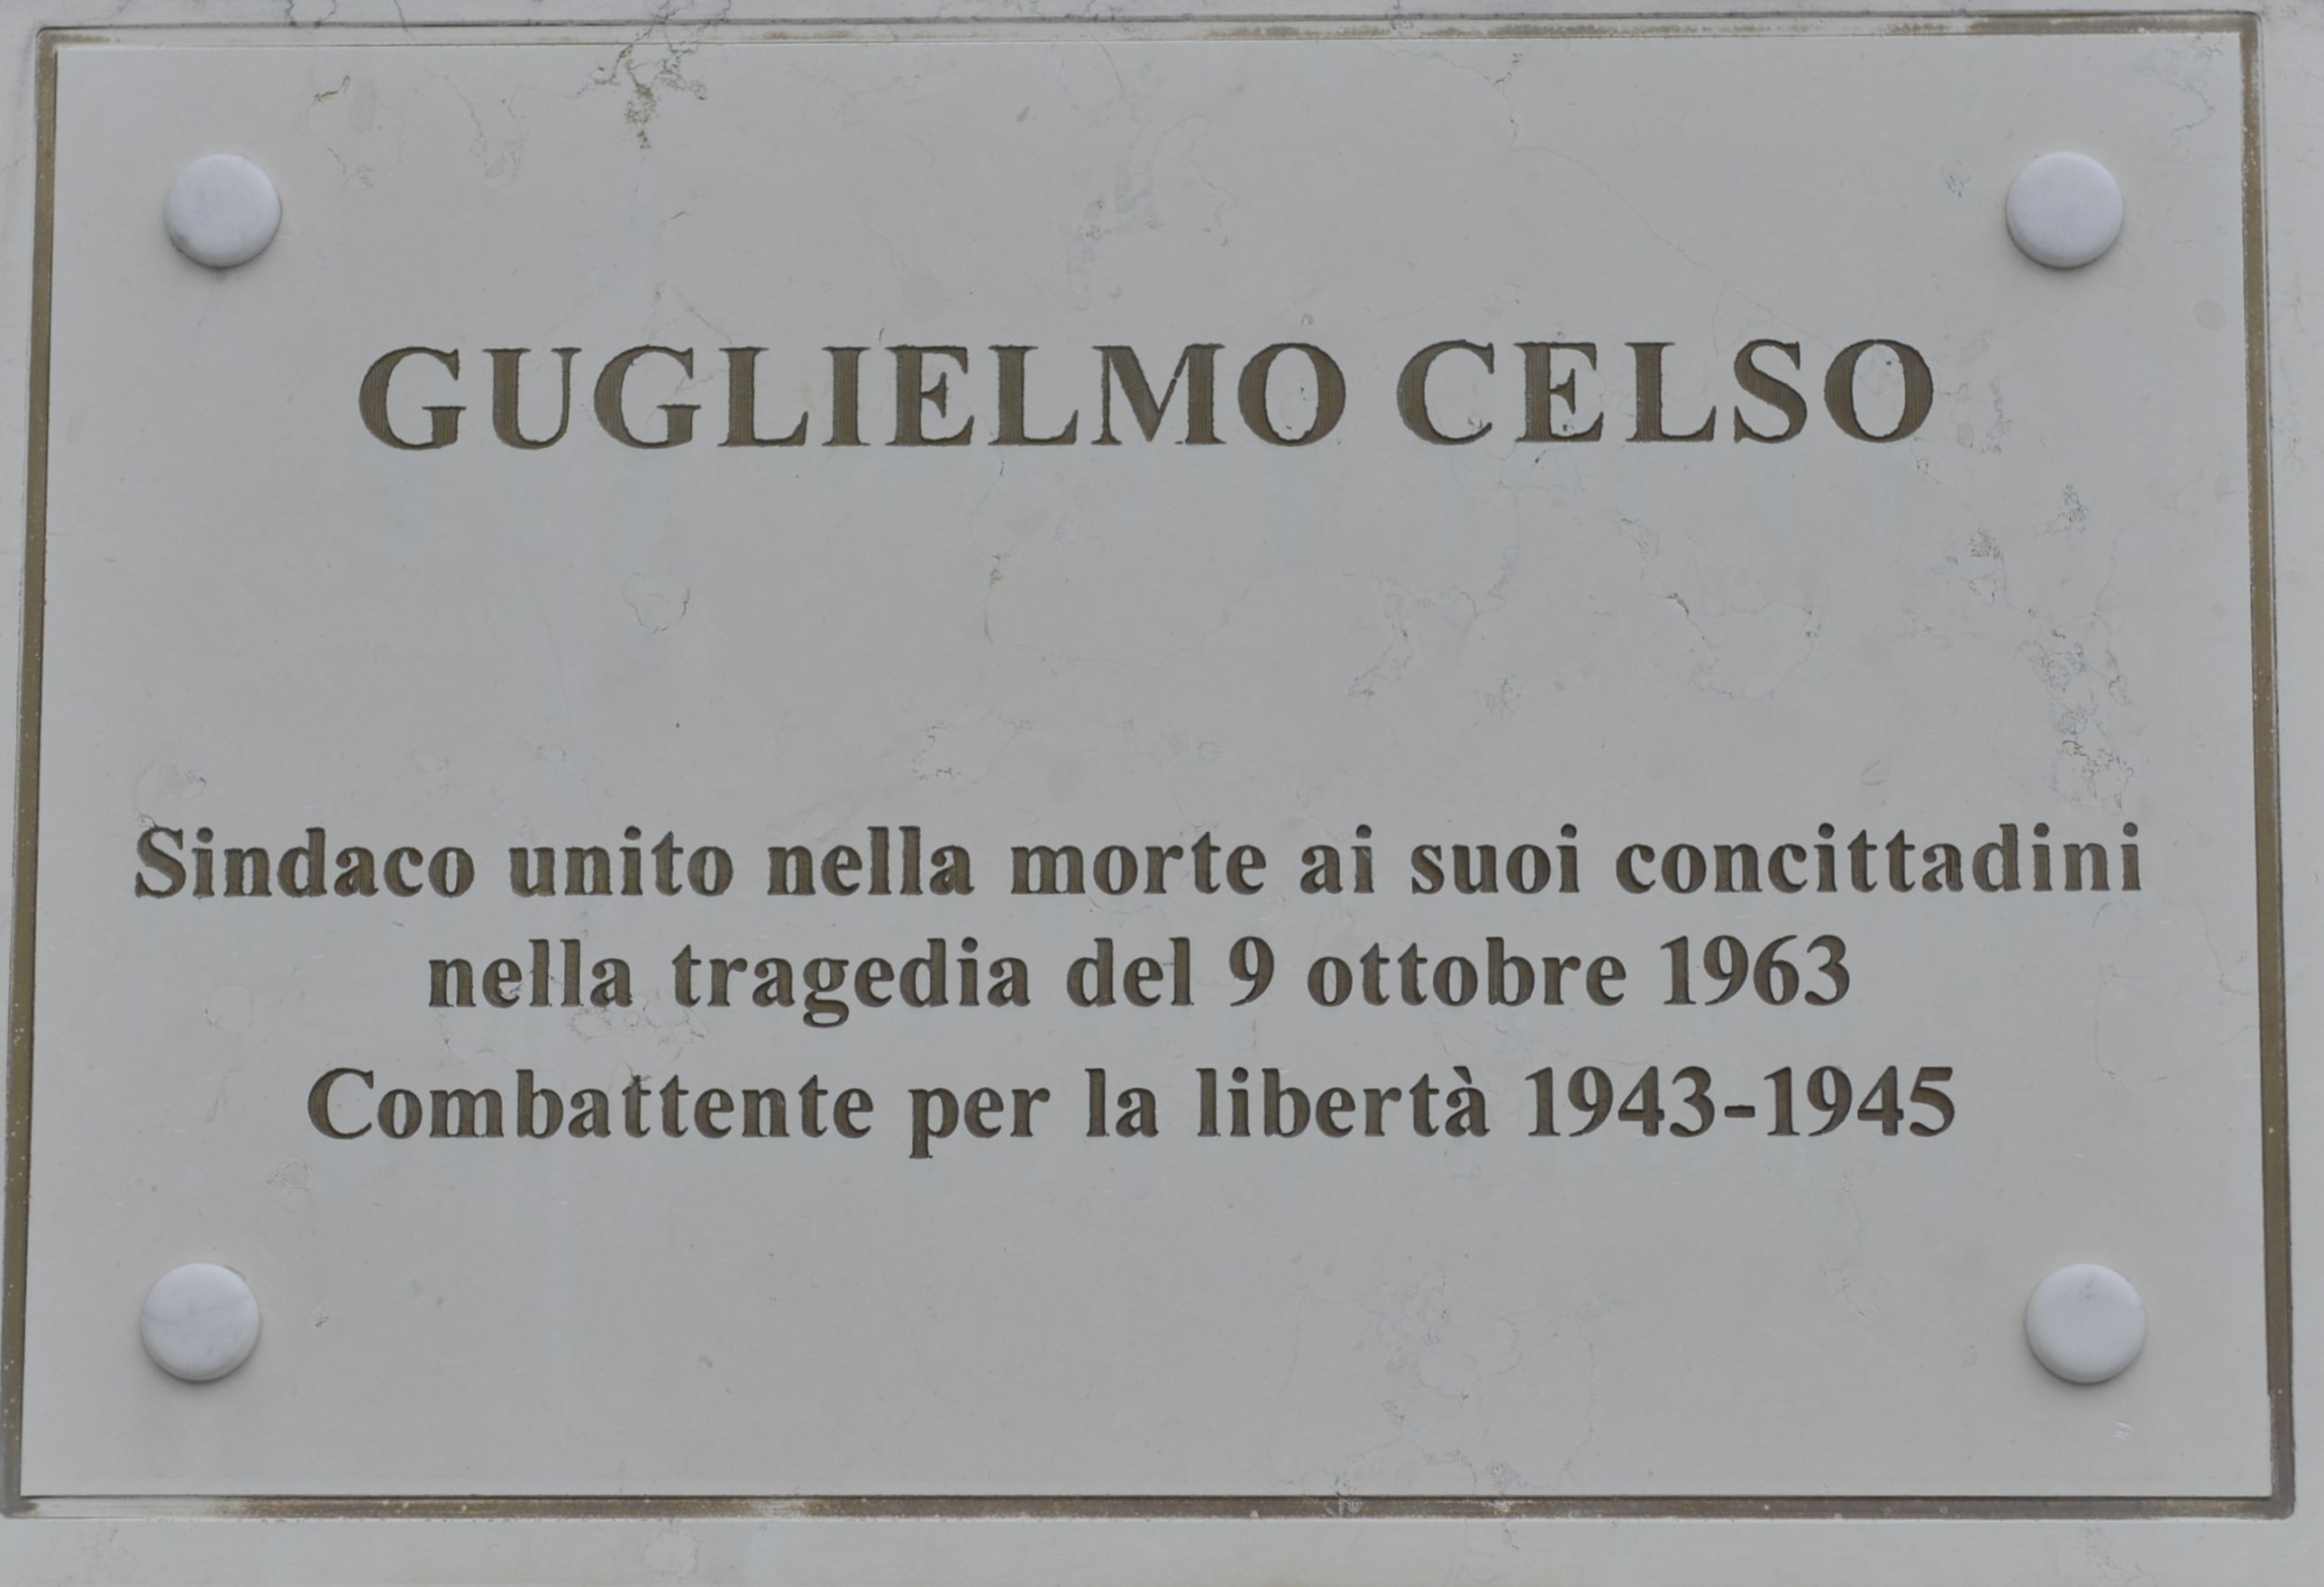 GUGLIELMO CELSO
Sindaco unito nella morte ai suoi concittadini
nella tragedia del 9 ottobre 1963
Combattente per la libertà 1943-1945